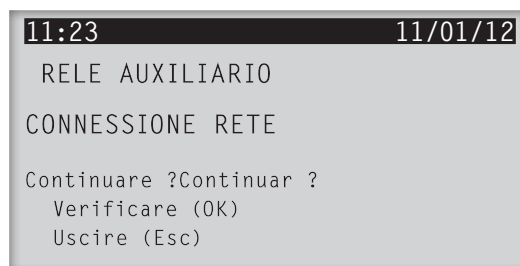 11:23 11/01/12
RELE AUXILIARIO
CONNESSIONE RETE
Continuare ?Continuar ?
Verificare (OK)
Uscire (Esc)